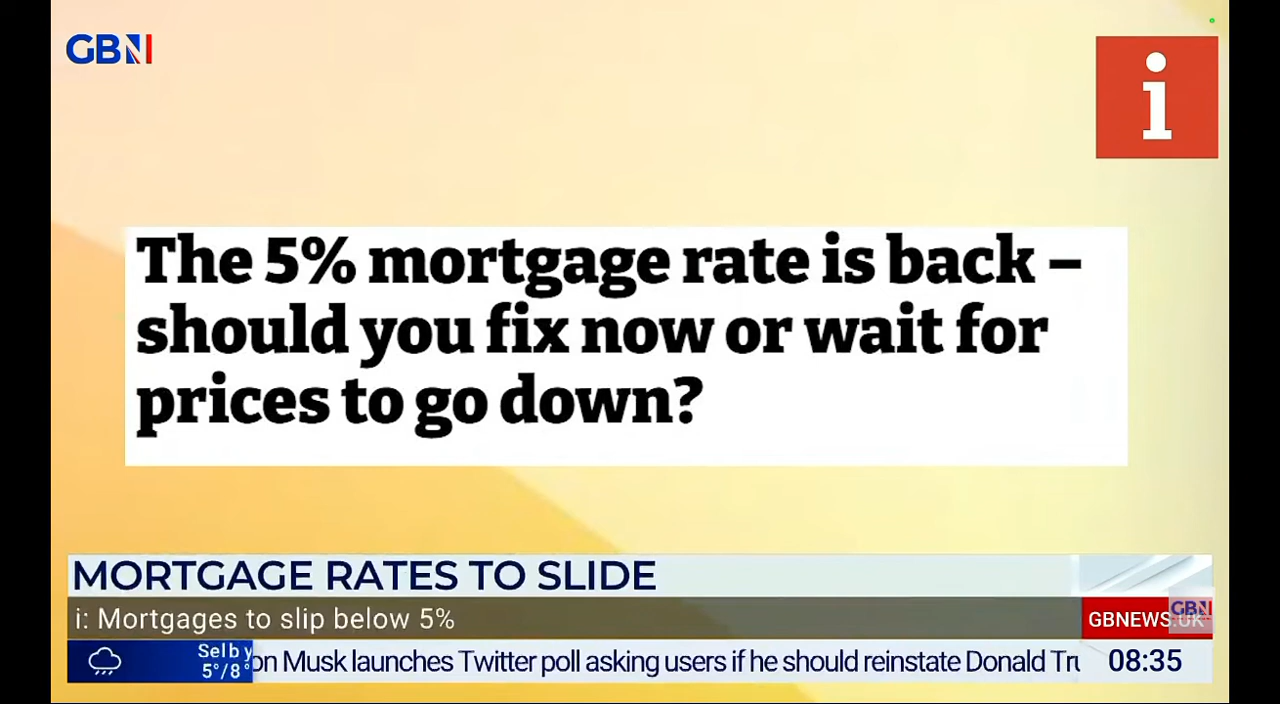 GBN
i
The 5% mortgage rate is back –
should you fix now or wait for
prices to go down?
MORTGAGE RATES TO SLIDE
i: Mortgages to slip below 5%
GBNEWS.UK
GBN
Selby
5°/8°
on Musk launches Twitter poll asking users if he should reinstate Donald Tru
08:35